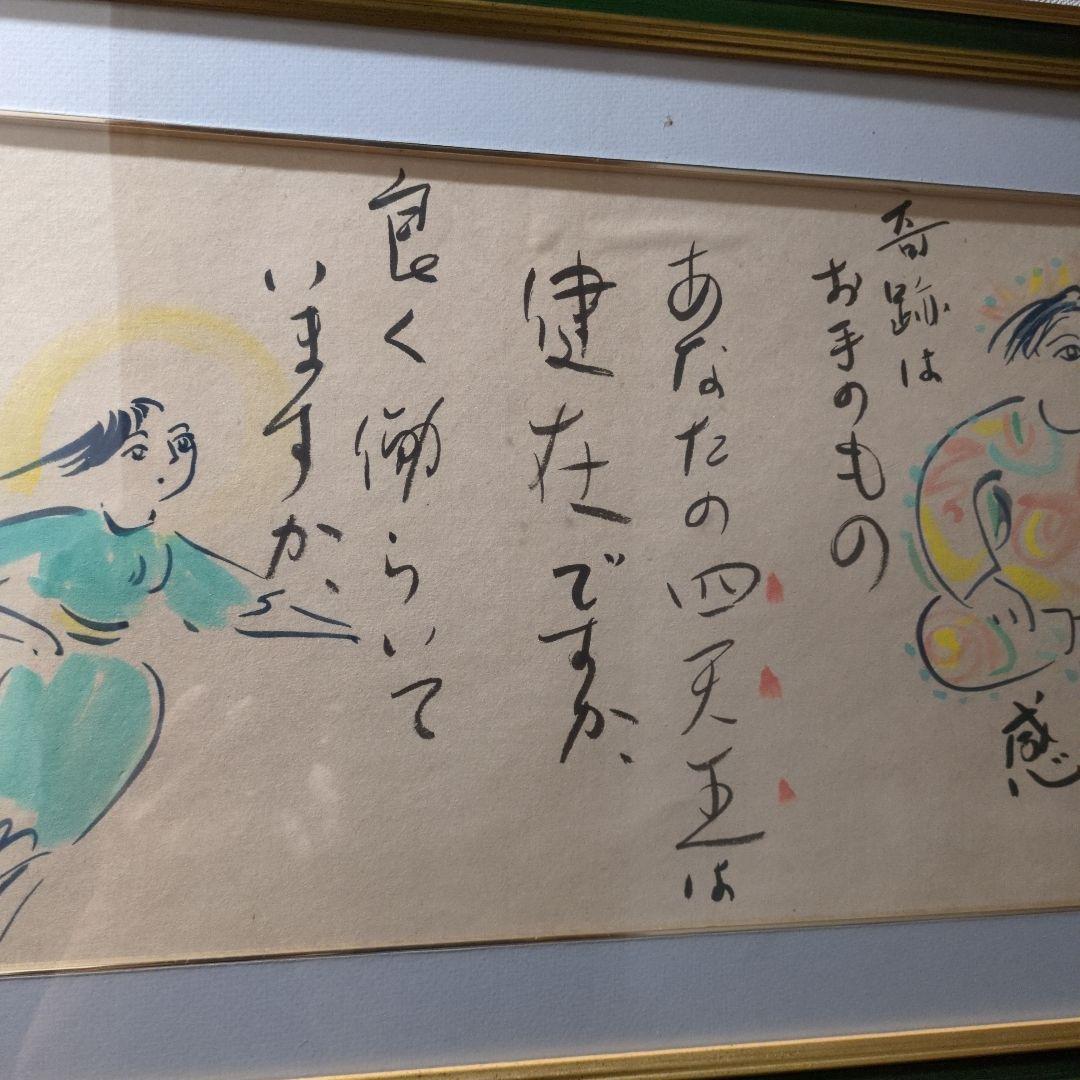 感
奇跡は
お手のもの
あなたの四天王は
健在ですか、
良く働らいて
いますか、